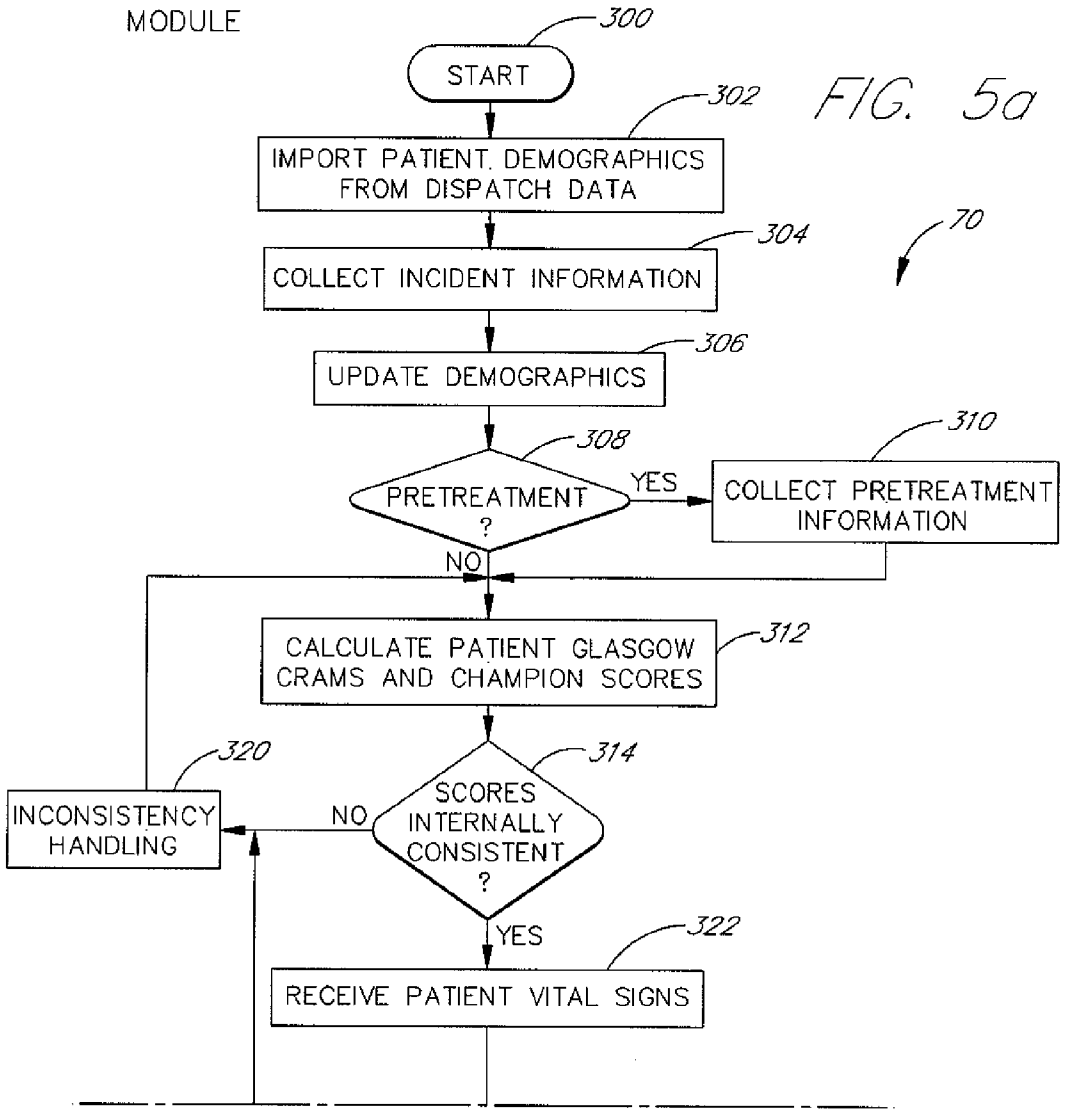 MODULE
300
START
FIG. 5a
302
IMPORT PATIENT DEMOGRAPHICS
FROM DISPATCH DATA
70
304
COLLECT INCIDENT INFORMATION
306
UPDATE DEMOGRAPHICS
308
PRETREATMENT
?
YES
310
COLLECT PRETREATMENT
INFORMATION
NO
312
CALCULATE PATIENT GLASGOW
CRAMS AND CHAMPION SCORES
314
SCORES
INTERNALLY
CONSISTENT
?
NO
320
INCONSISTENCY
HANDLING
YES
322
RECEIVE PATIENT VITAL SIGNS